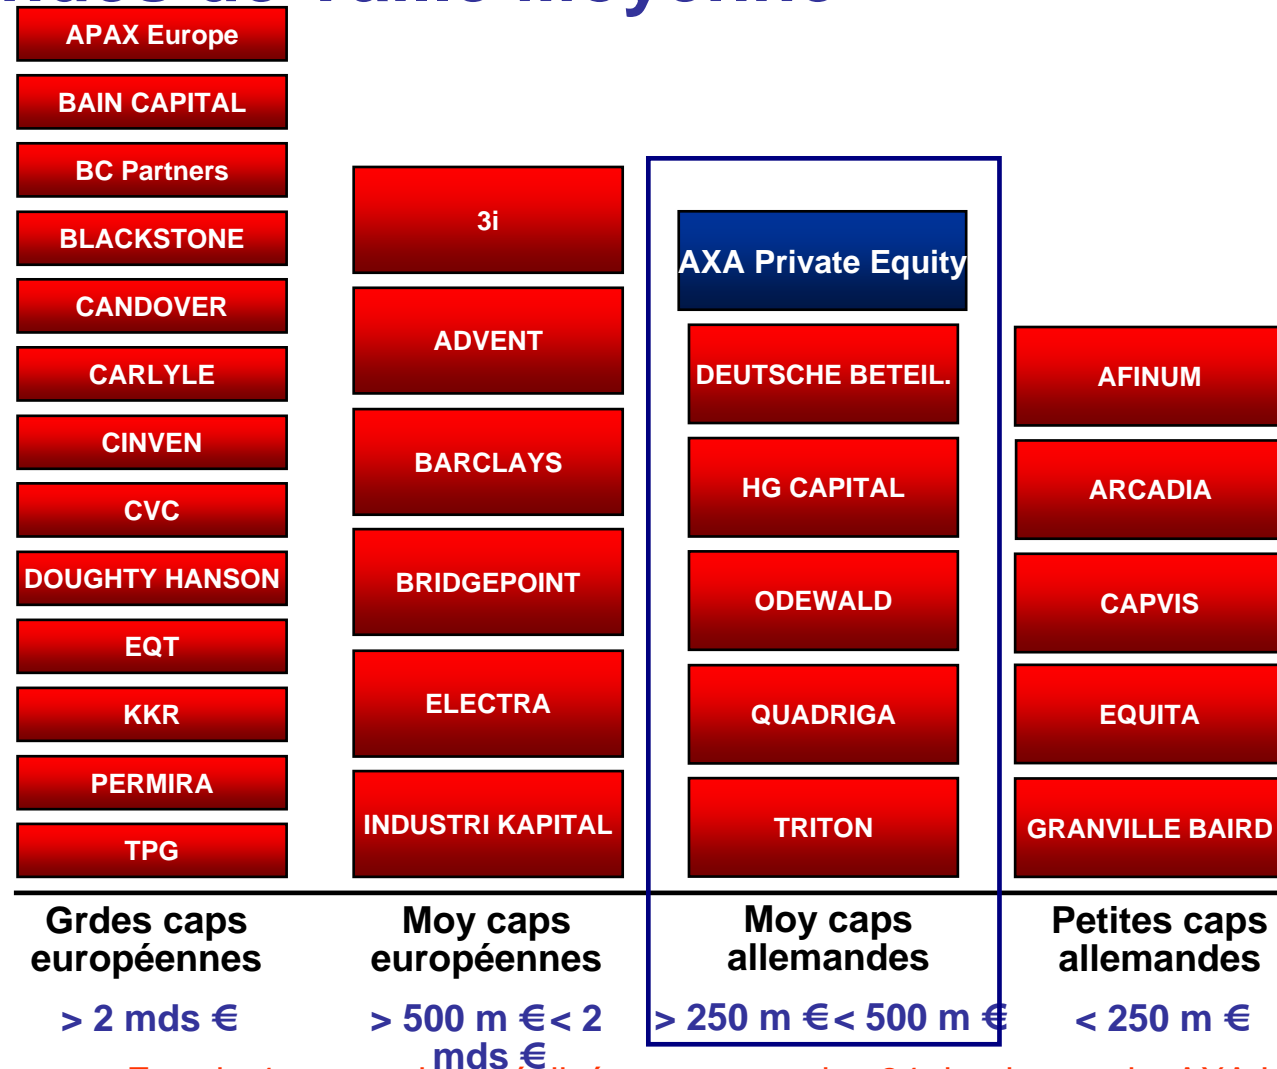 de Taille Moyenne
APAX Europe
BAIN CAPITAL
BC Partners
BLACKSTONE
CANDOVER
CARLYLE
CINVEN
CVC
DOUGHTY HANSON
EQT
KKR
PERMIRA
TPG
Grdes caps
européennes
> 2 mds €
3i
ADVENT
BARCLAYS
BRIDGEPOINT
ELECTRA
INDUSTRI KAPITAL
Moy caps
européennes
> 500 m €< 2
mds €
AXA Private Equity
DEUTSCHE BETEIL.
HG CAPITAL
ODEWALD
QUADRIGA
TRITON
Moy caps
allemandes
> 250 m €< 500 m €
AFINUM
ARCADIA
CAPVIS
EQUITA
GRANVILLE BAIRD
Petites caps
allemandes
< 250 m €